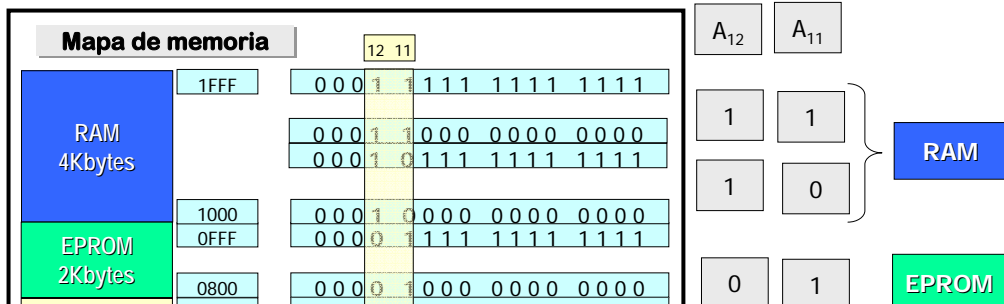 Mapa de memoria
12 11
A12 A11
1FFF 0001 1111 1111 1111
RAM
4Kbytes
0001 1000 0000 0000
0001 0111 1111 1111
1 1
1 0
RAM
1000 0001 0000 0000 0000
0FFF 0000 1111 1111 1111
EPROM
2Kbytes
0800 0000 1000 0000 0000
0 1
EPROM